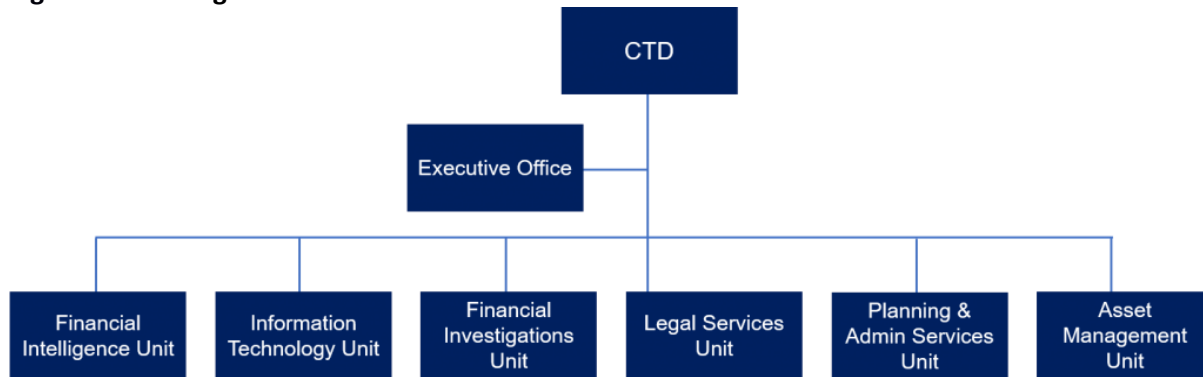 CTD
Executive Office
Financial
Intelligence Unit
Information
Technology Unit
Financial
Investigations
Unit
Legal Services
Unit
Planning &
Admin Services
Unit
Asset
Management
Unit